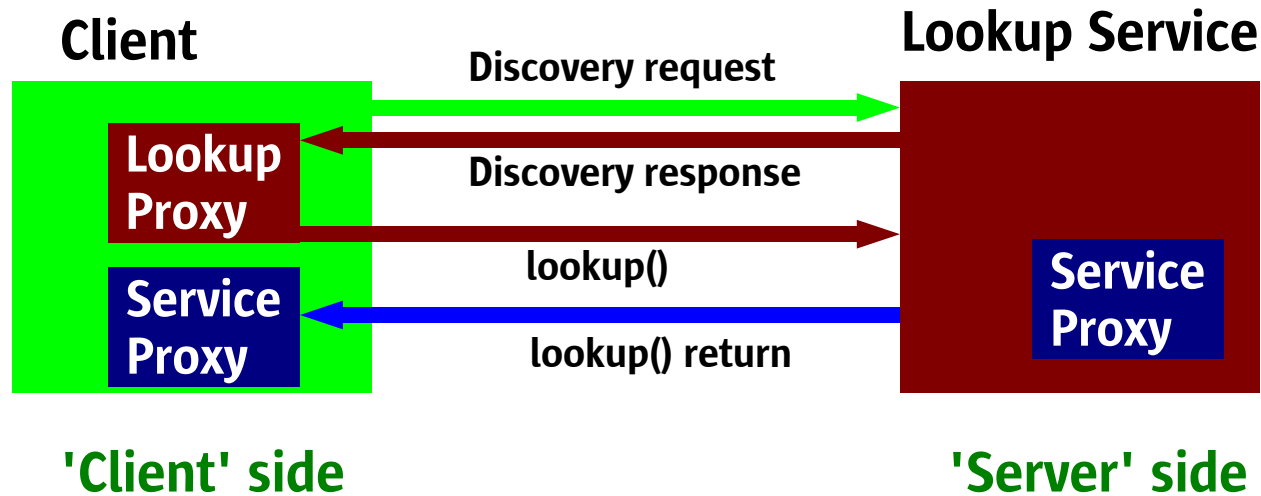 Client
Lookup Service
Discovery request
Lookup
Proxy
Discovery response
lookup()
Service
Proxy
Service
Proxy
lookup() return
'Client' side
'Server' side